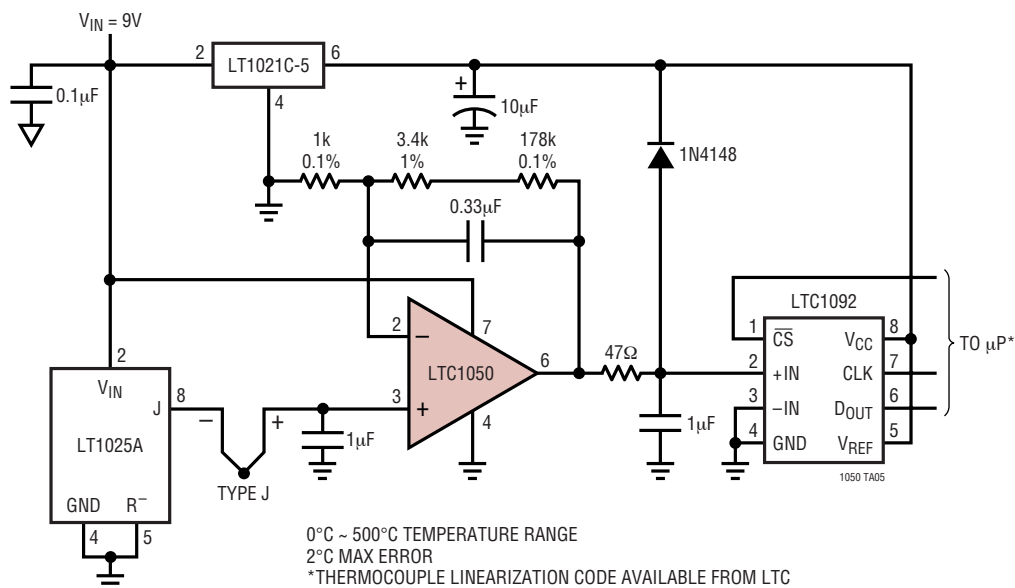 V_IN = 9V
2
LT1021C-5
6
4
0.1µF
+
10µF
1k
0.1%
3.4k
1%
178k
0.1%
1N4148
0.33µF
2
–
7
LTC1050
6
3
+
4
47Ω
1µF
1µF
LTC1092
1
C̅S̅
V_CC
8
2
+IN
CLK
7
3
–IN
D_OUT
6
4
GND
V_REF
5
TO µP*
1050 TA05
2
V_IN
J
8
LT1025A
GND
R–
4
5
–
+
TYPE J
0°C ~ 500°C TEMPERATURE RANGE
2°C MAX ERROR
*THERMOCOUPLE LINEARIZATION CODE AVAILABLE FROM LTC